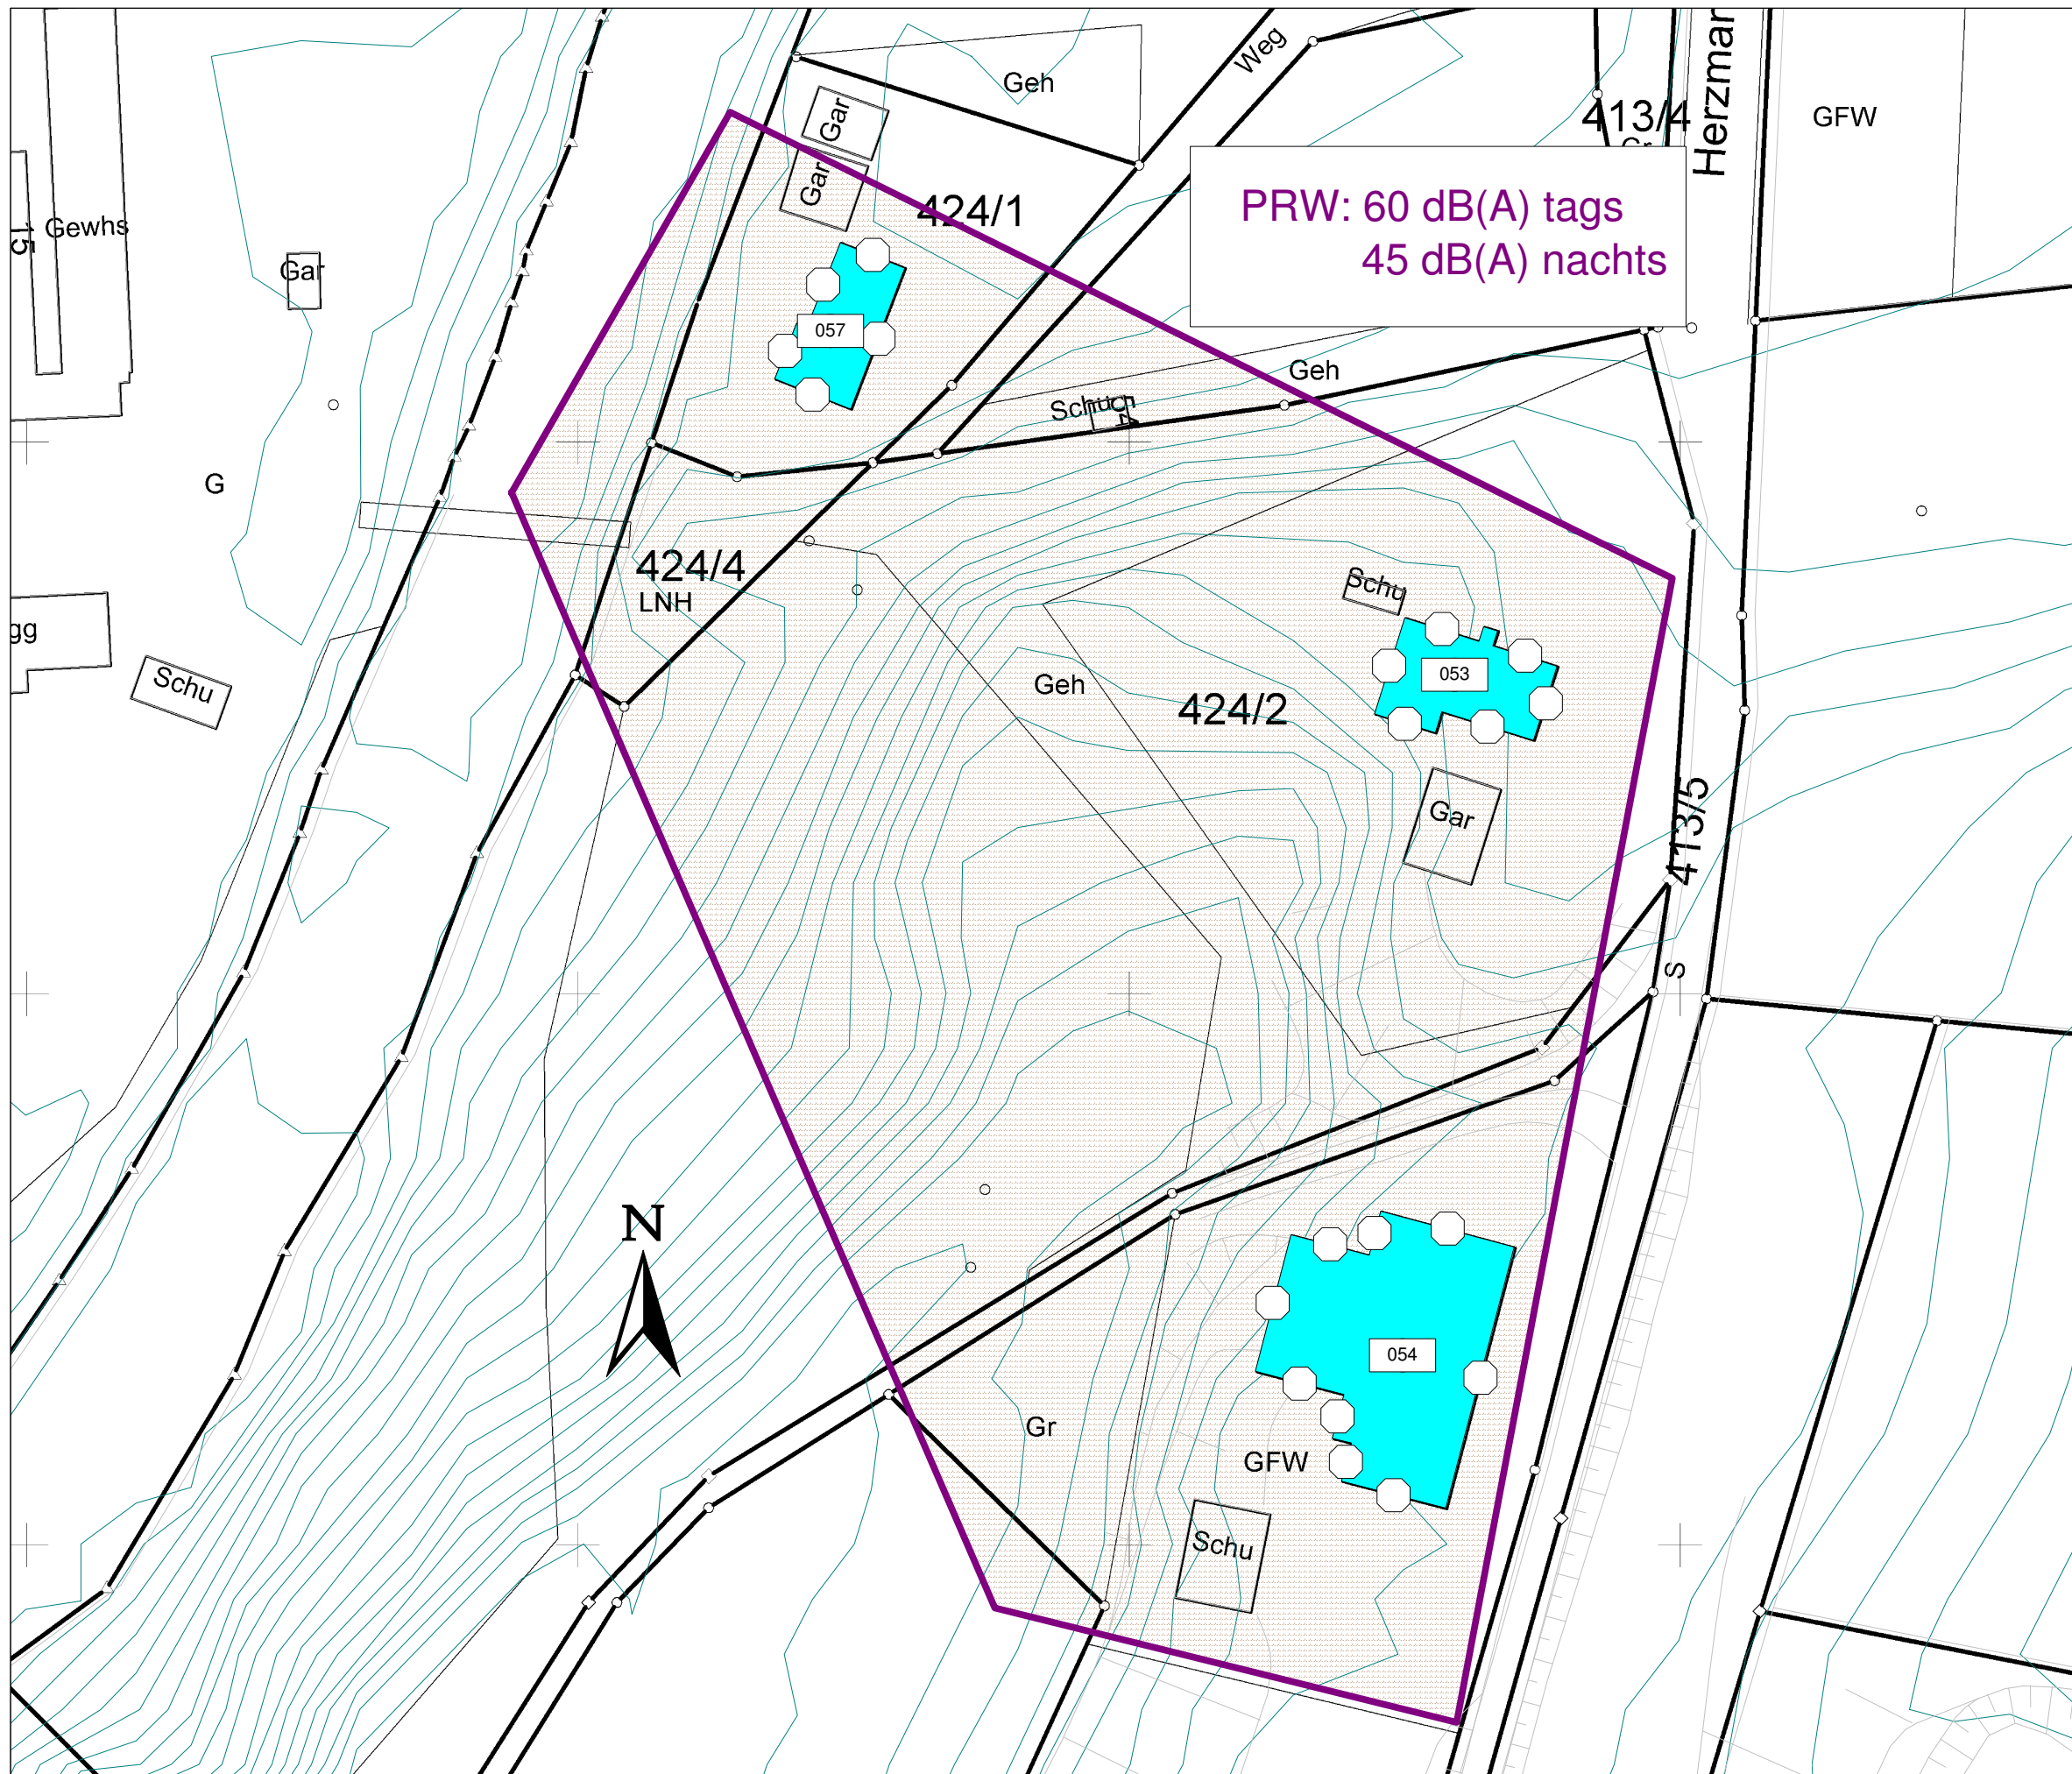 Weg
Herzmar
Geh
Gar
413/4
GFW
Gar
424/1
PRW: 60 dB(A) tags
45 dB(A) nachts
Gewhs
15
Gar
057
Geh
Schuch
G
424/4
LNH
Schu
gg
Schu
Geh
053
424/2
Gar
413/5
S
N
054
Gr
GFW
Schu